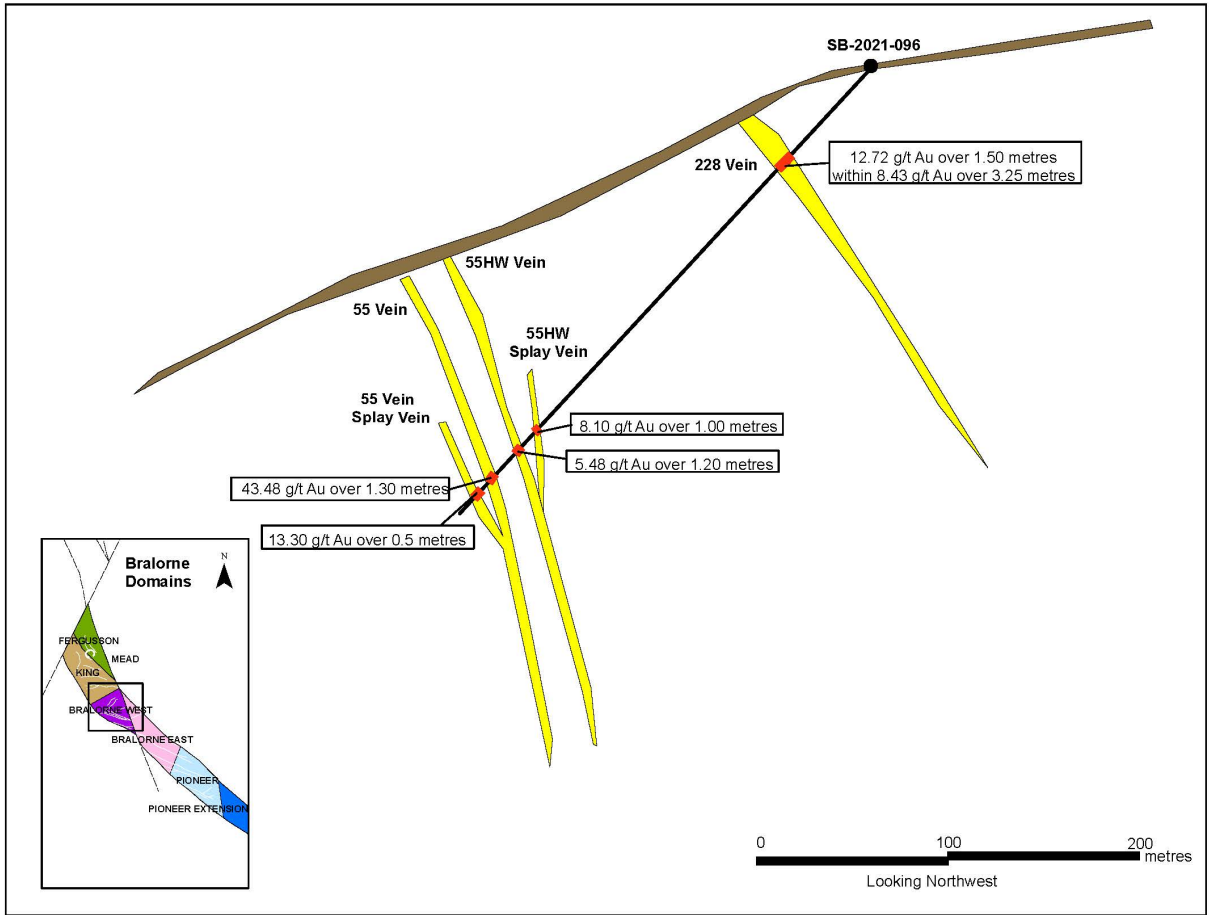 SB-2021-096
228 Vein
12.72 g/t Au over 1.50 metres
within 8.43 g/t Au over 3.25 metres
55HW Vein
55 Vein
55HW
Splay Vein
55 Vein
Splay Vein
8.10 g/t Au over 1.00 metres
5.48 g/t Au over 1.20 metres
43.48 g/t Au over 1.30 metres
13.30 g/t Au over 0.5 metres
Bralorne
Domains
N
FERGUSSON
MEAD
KING
BRALORNE WEST
BRALORNE EAST
PIONEER
PIONEER EXTENSION
0 100 200
metres
Looking Northwest